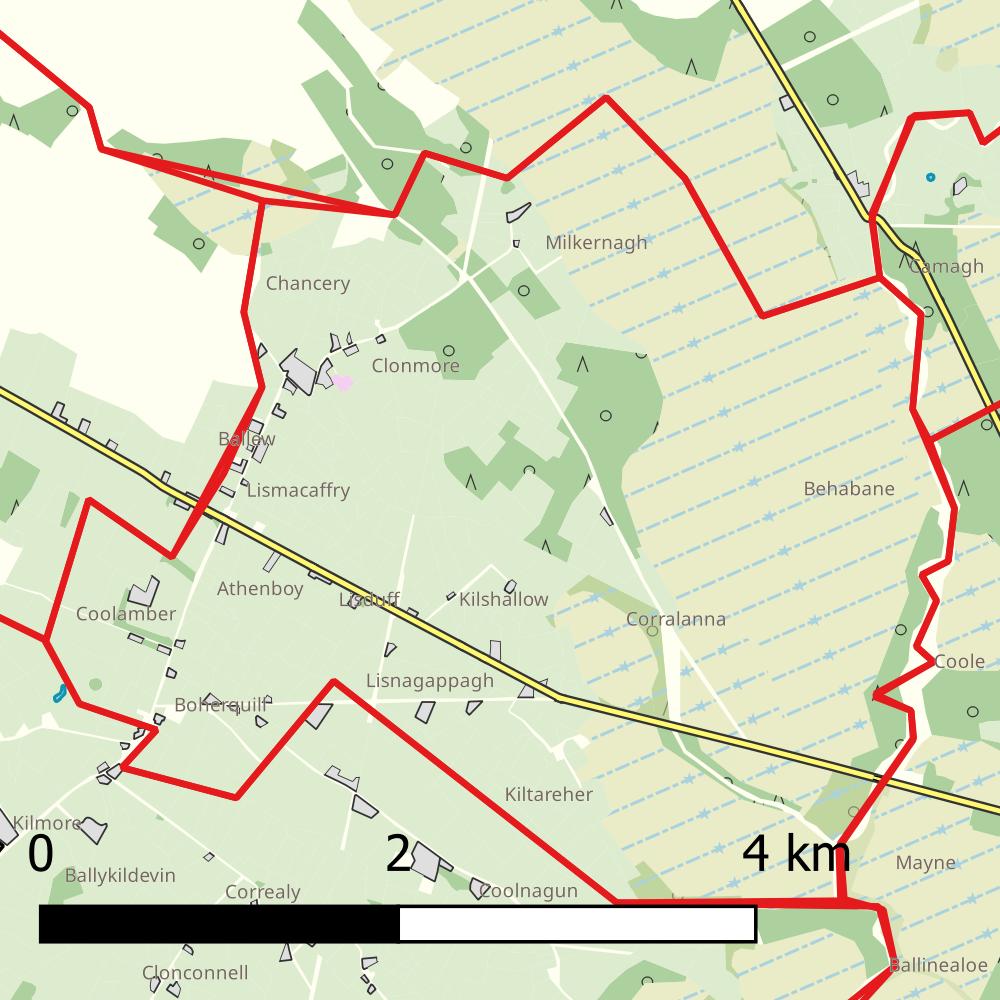 Milkernagh
Camagh
Chancery
Clonmore
Ballew
Lismacaffry
Behabane
Athenboy
Lisduff
Kilshallow
Coolamber
Corralanna
Coole
Lisnagappagh
Boherquill
Kiltareher
Kilmore
0 2 4 km
Mayne
Ballykildevin
Correaly
Coolnagun
Ballinealoe
Clonconnell